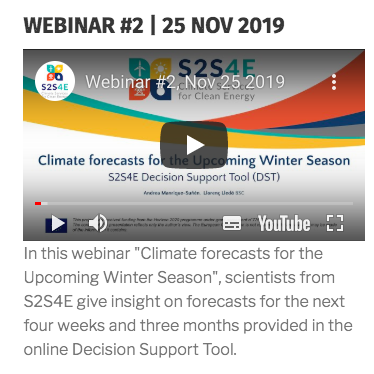 WEBINAR #2 | 25 NOV 2019
S2S4E
Webinar #2, Nov 25 2019
for Clean Energy
Climate forecasts for the Upcoming Winter Season
S2S4E Decision Support Tool (DST)
YouTube
In this webinar "Climate forecasts for the
Upcoming Winter Season", scientists from
S2S4E give insight on forecasts for the next
four weeks and three months provided in the
online Decision Support Tool.